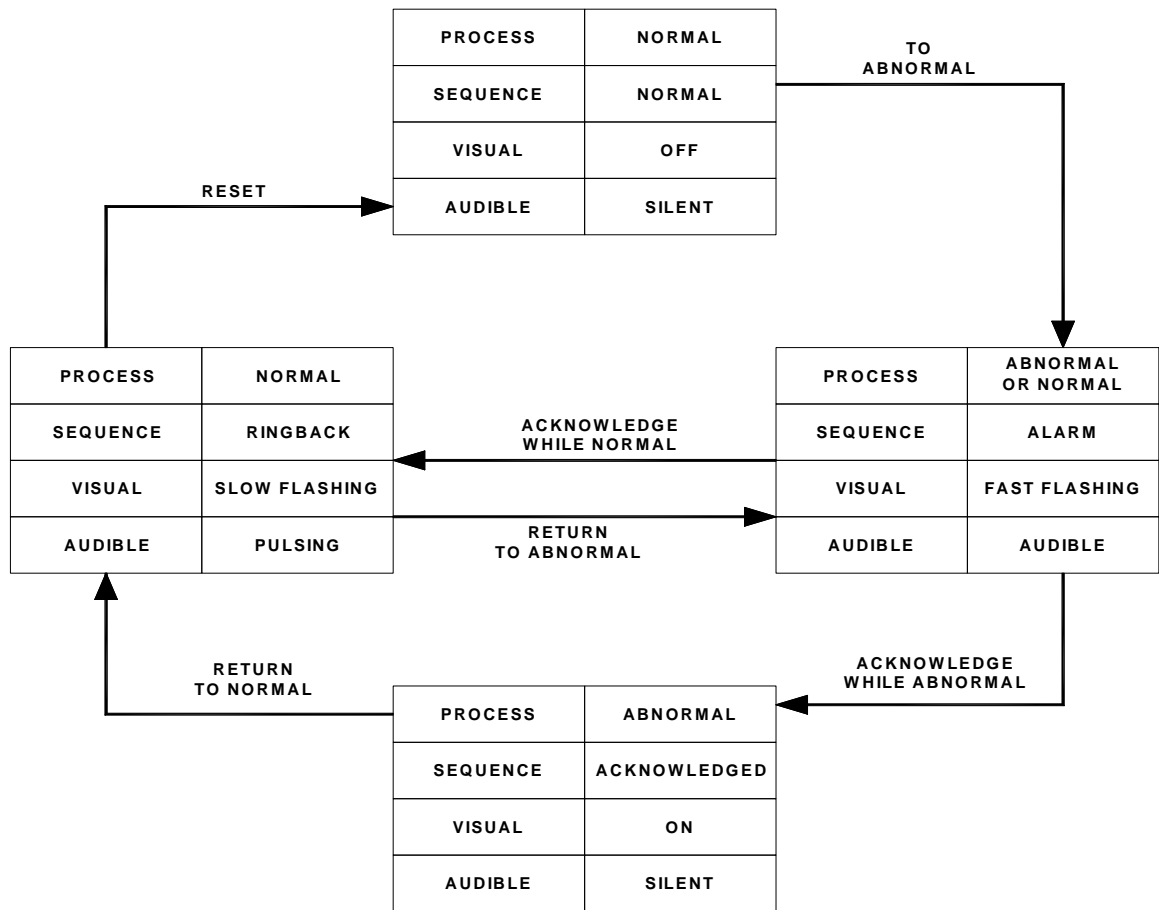 PROCESS NORMAL
SEQUENCE NORMAL
VISUAL OFF
AUDIBLE SILENT
TO
ABNORMAL
RESET
PROCESS NORMAL
SEQUENCE RINGBACK
VISUAL SLOW FLASHING
AUDIBLE PULSING
ACKNOWLEDGE
WHILE NORMAL
RETURN
TO ABNORMAL
PROCESS ABNORMAL
OR NORMAL
SEQUENCE ALARM
VISUAL FAST FLASHING
AUDIBLE AUDIBLE
RETURN
TO NORMAL
ACKNOWLEDGE
WHILE ABNORMAL
PROCESS ABNORMAL
SEQUENCE ACKNOWLEDGED
VISUAL ON
AUDIBLE SILENT